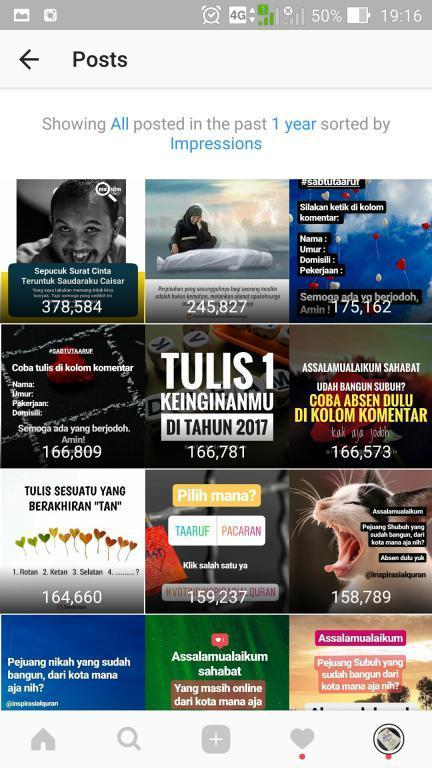 4G 1 50% 19:16
Posts
Showing All posted in the past 1 year sorted by
Impressions
Sepucuk Surat Cinta
Teruntuk Saudaraku Caisar
378,584
245,827
#sabtutaaruf
Silakan ketik di kolom
komentar:
Nama :
Umur :
Domisili :
Pekerjaan :
Semoga ada yg berjodoh,
Amin !
175,162
#SABTUTAARUF
Coba tulis di kolom komentar
Nama:
Umur:
Pekerjaan:
Domisili:
Semoga ada yang berjodoh.
Amin!
166,809
TULIS 1
KEINGINANMU
DI TAHUN 2017
166,781
ASSALAMUALAIKUM SAHABAT
UDAH BANGUN SUBUH?
COBA ABSEN DULU
DI KOLOM KOMENTAR
kali aja jodoh
166,573
TULIS SESUATU YANG
BERAKHIRAN "TAN"
1. Rotan 2. Ketan 3. Selatan 4. .......... ?
164,660
Pilih mana?
TAARUF PACARAN
Klik salah satu ya
159,237
Assalamualaikum
Pejuang Shubuh yang
sudah bangun, dari
kota mana aja nih?
Absen dulu yuk
@inspirasialquran
158,789
Pejuang nikah yang sudah
bangun, dari kota mana
aja nih?
@inspirasialquran
Assalamualaikum
sahabat
Yang masih online
dari kota mana aja
Assalamualaikum
Pejuang Subuh yang
sudah bangun dari
kota mana aja nih?